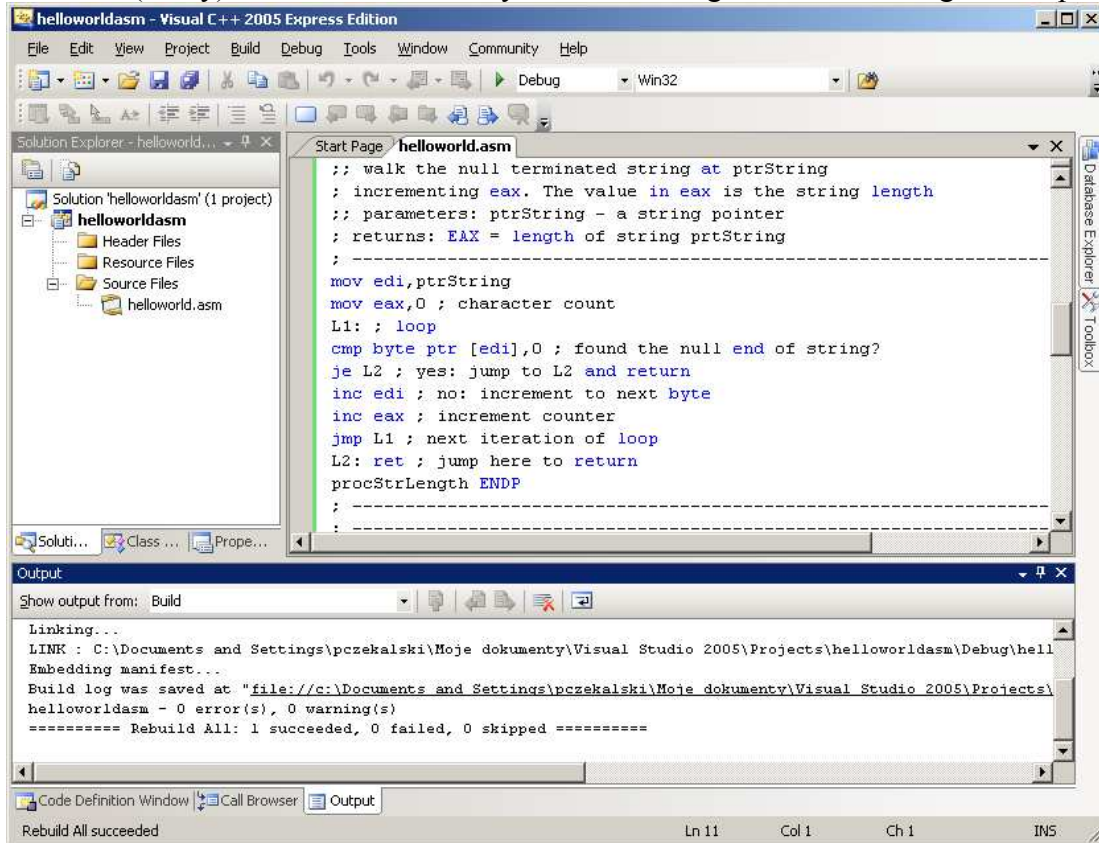 helloworldasm - Visual C++ 2005 Express Edition
File Edit View Project Build Debug Tools Window Community Help
Debug Win32
Solution Explorer - helloworld...
Start Page helloworld.asm
Solution 'helloworldasm' (1 project)
helloworldasm
Header Files
Resource Files
Source Files
helloworld.asm
;; walk the null terminated string at ptrString
; incrementing eax. The value in eax is the string length
;; parameters: ptrString - a string pointer
; returns: EAX = length of string prtString
; ------------------------------------------------------------------
mov edi,ptrString
mov eax,0 ; character count
L1: ; loop
cmp byte ptr [edi],0 ; found the null end of string?
je L2 ; yes: jump to L2 and return
inc edi ; no: increment to next byte
inc eax ; increment counter
jmp L1 ; next iteration of loop
L2: ret ; jump here to return
procStrLength ENDP
; ------------------------------------------------------------------
; ------------------------------------------------------------------
Database Explorer
Toolbox
Soluti... Class ... Prope...
Output
Show output from: Build
Linking...
LINK : C:\Documents and Settings\pczekalski\Moje dokumenty\Visual Studio 2005\Projects\helloworldasm\Debug\hell
Embedding manifest...
Build log was saved at "file://c:\Documents and Settings\pczekalski\Moje dokumenty\Visual Studio 2005\Projects\
helloworldasm - 0 error(s), 0 warning(s)
========== Rebuild All: 1 succeeded, 0 failed, 0 skipped ==========
Code Definition Window Call Browser Output
Rebuild All succeeded Ln 11 Col 1 Ch 1 INS